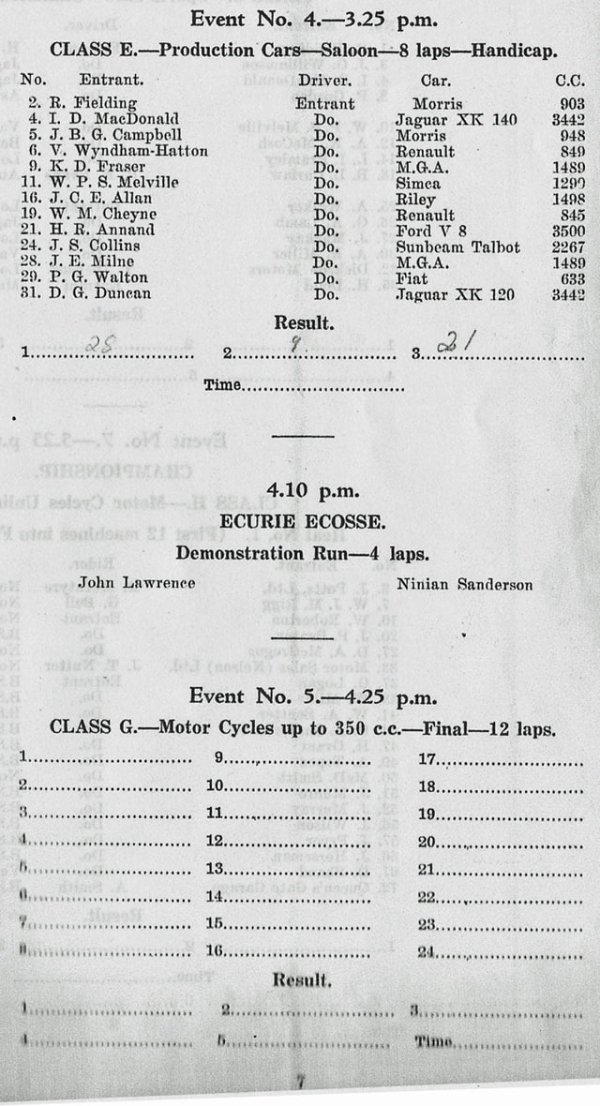 Event No. 4.—3.25 p.m.
CLASS E.—Production Cars—Saloon—8 laps—Handicap.
No. Entrant. Driver. Car. C.C.
2. R. Fielding Entrant Morris 903
4. I. D. MacDonald Do. Jaguar XK 140 3442
5. J. B. G. Campbell Do. Morris 948
6. V. Wyndham-Hatton Do. Renault 849
9. K. D. Fraser Do. M.G.A. 1489
11. W. P. S. Melville Do. Simca 1290
16. J. C. E. Allan Do. Riley 1498
19. W. M. Cheyne Do. Renault 845
21. H. R. Annand Do. Ford V 8 3500
24. J. S. Collins Do. Sunbeam Talbot 2267
28. J. E. Milne Do. M.G.A. 1489
29. P. G. Walton Do. Fiat 633
31. D. G. Duncan Do. Jaguar XK 120 3442
Result.
1. 28 2. 9 3. 21
Time
4.10 p.m.
ECURIE ECOSSE.
Demonstration Run—4 laps.
John Lawrence Ninian Sanderson
Event No. 5.—4.25 p.m.
CLASS G.—Motor Cycles up to 350 c.c.—Final—12 laps.
1. 9. 17.
2. 10. 18.
3. 11. 19.
4. 12. 20.
5. 13. 21.
6. 14. 22.
7. 15. 23.
8. 16. 24.
Result.
1. 2. 3.
4. 5. Time
7